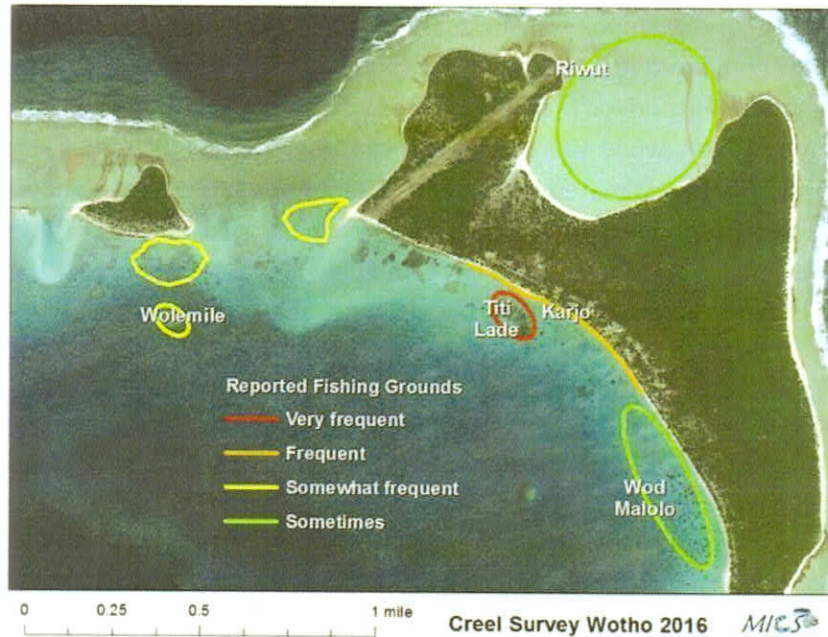 Riwut
Wolemile
Titi Karjo
Lade
Reported Fishing Grounds
Very frequent
Frequent
Somewhat frequent
Sometimes
Wod
Malolo
0 0.25 0.5 1 mile
Creel Survey Wotho 2016